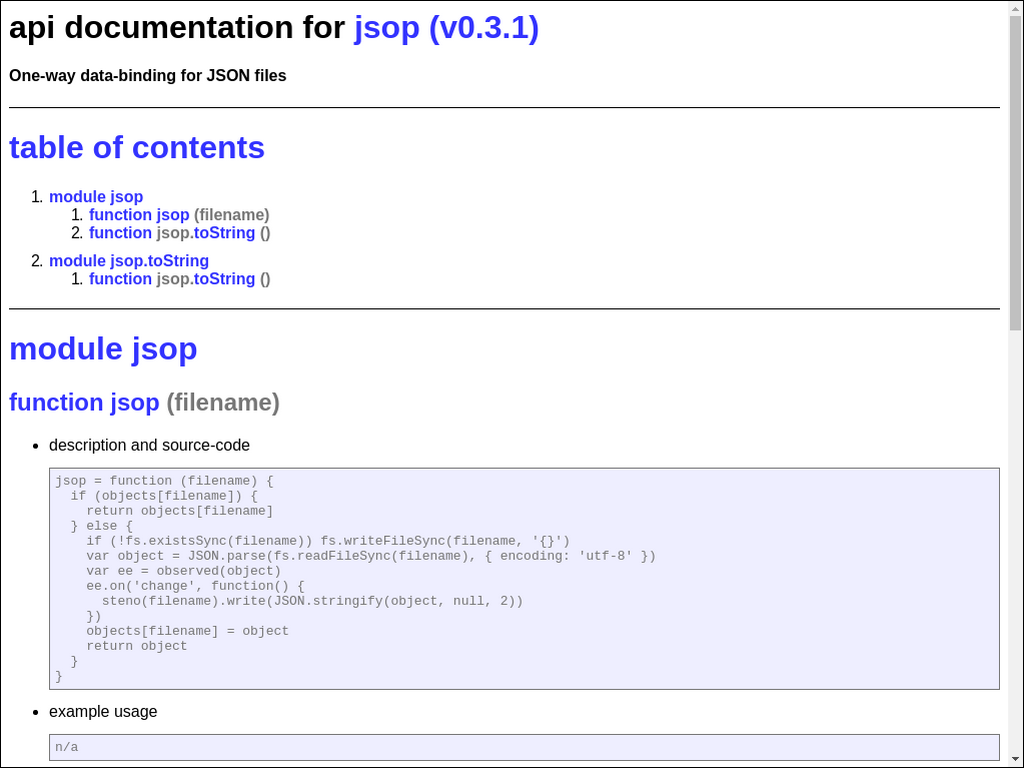 api documentation for jsop (v0.3.1)
One-way data-binding for JSON files
table of contents
1. module jsop
1. function jsop (filename)
2. function jsop.toString ()
2. module jsop.toString
1. function jsop.toString ()
module jsop
function jsop (filename)
• description and source-code
jsop = function (filename) {
  if (objects[filename]) {
    return objects[filename]
  } else {
    if (!fs.existsSync(filename)) fs.writeFileSync(filename, '{}')
    var object = JSON.parse(fs.readFileSync(filename), { encoding: 'utf-8' })
    var ee = observed(object)
    ee.on('change', function() {
      steno(filename).write(JSON.stringify(object, null, 2))
    })
    objects[filename] = object
    return object
  }
}
• example usage
n/a